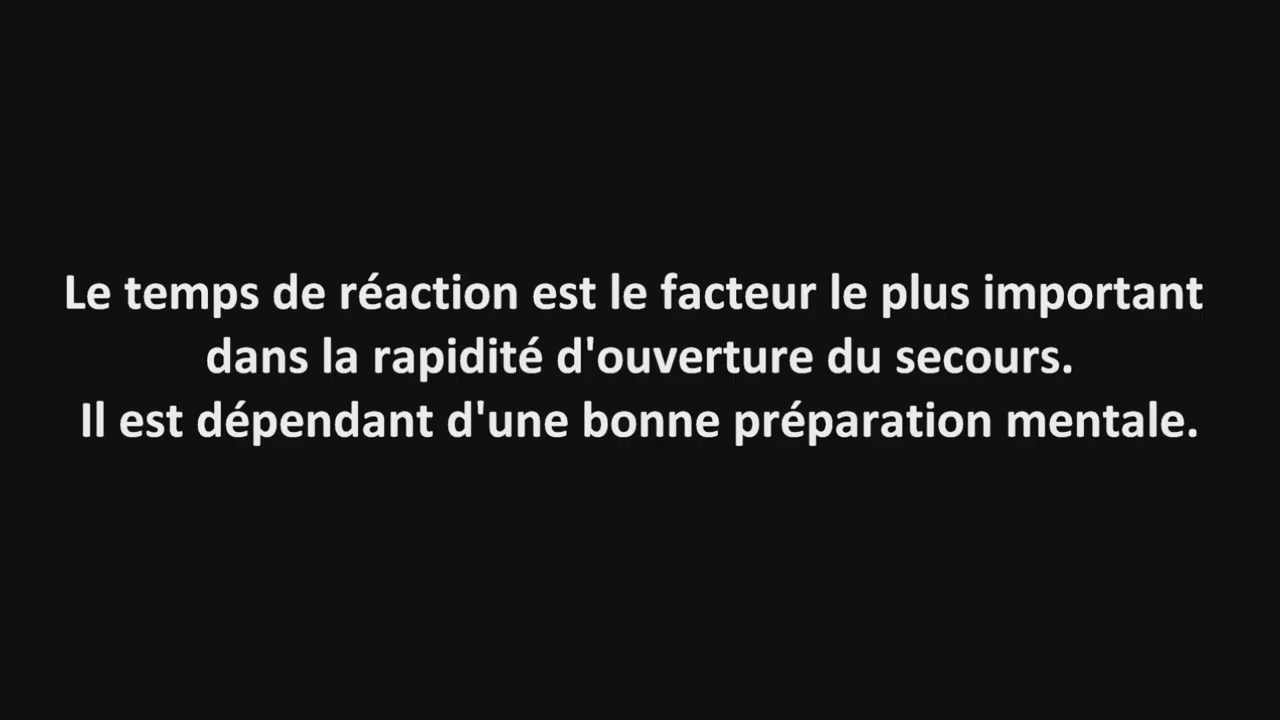 Le temps de réaction est le facteur le plus important
dans la rapidité d'ouverture du secours.
Il est dépendant d'une bonne préparation mentale.